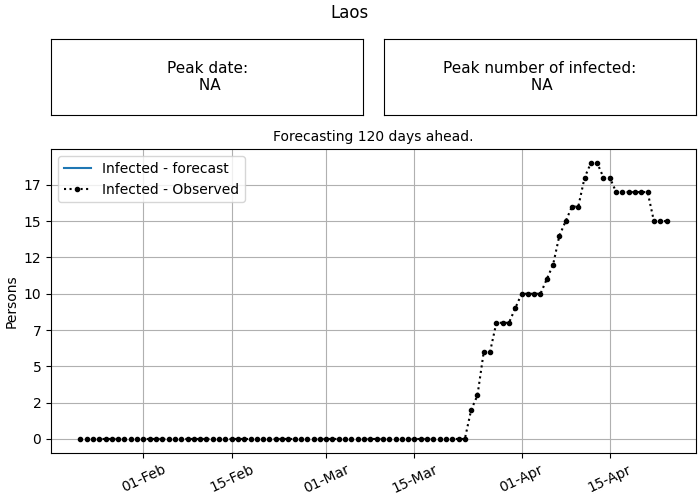 Laos
Peak date:
NA
Peak number of infected:
NA
Forecasting 120 days ahead.
Infected - forecast
Infected - Observed
Persons
17
15
12
10
7
5
2
0
01-Feb
15-Feb
01-Mar
15-Mar
01-Apr
15-Apr